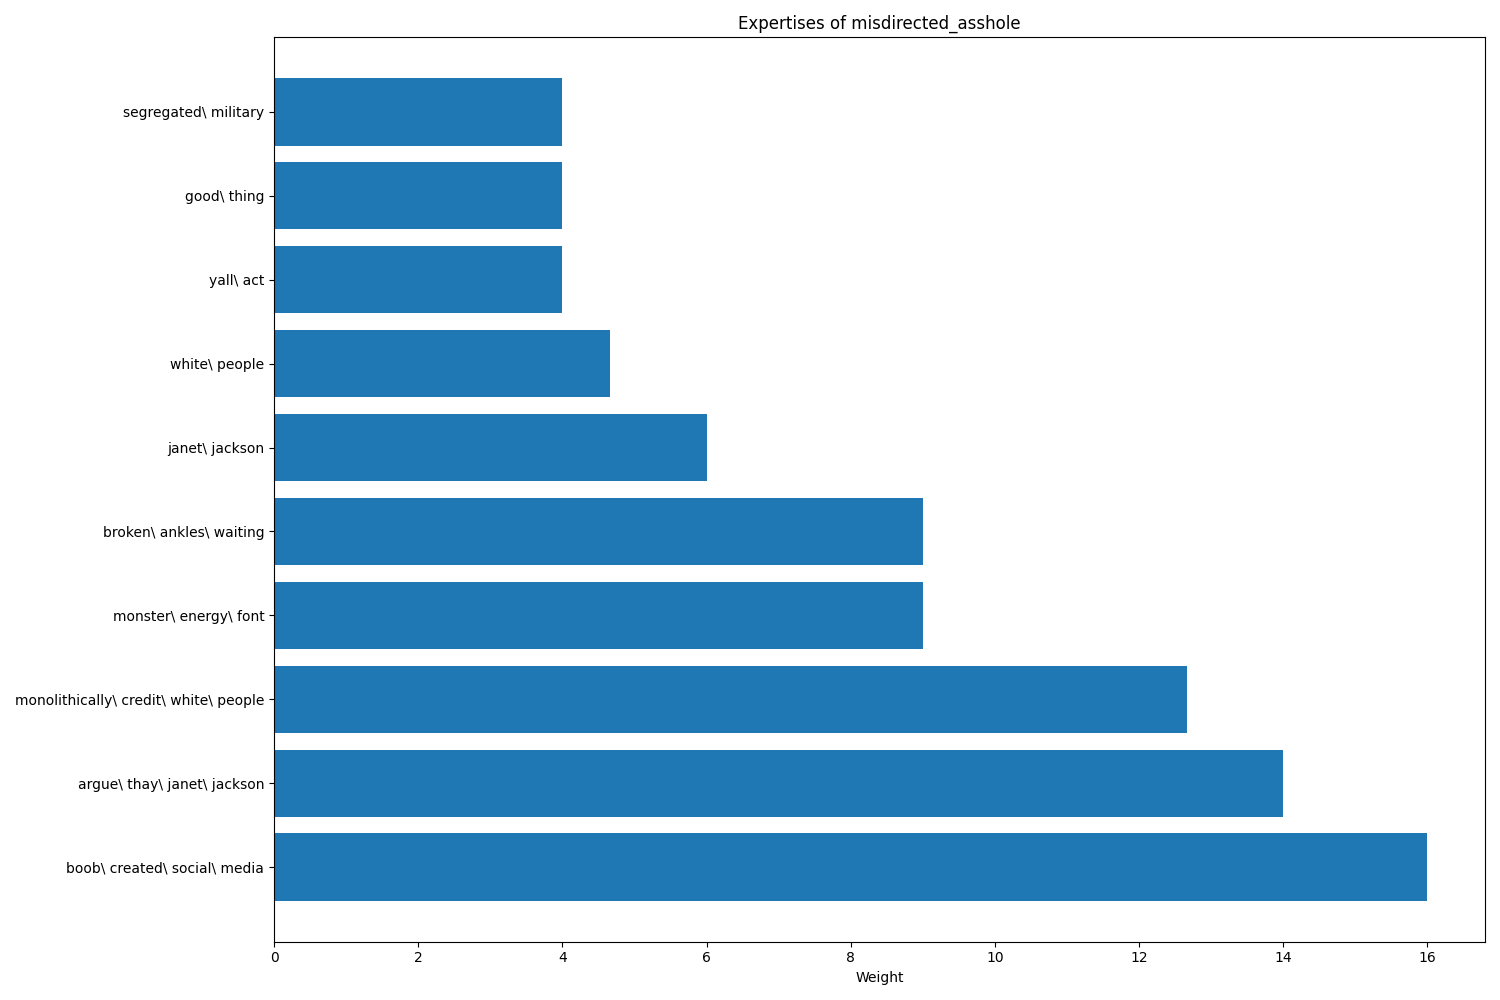 Expertises of misdirected_asshole
segregated\ military
good\ thing
yall\ act
white\ people
janet\ jackson
broken\ ankles\ waiting
monster\ energy\ font
monolithically\ credit\ white\ people
argue\ thay\ janet\ jackson
boob\ created\ social\ media
0 2 4 6 8 10 12 14 16
Weight